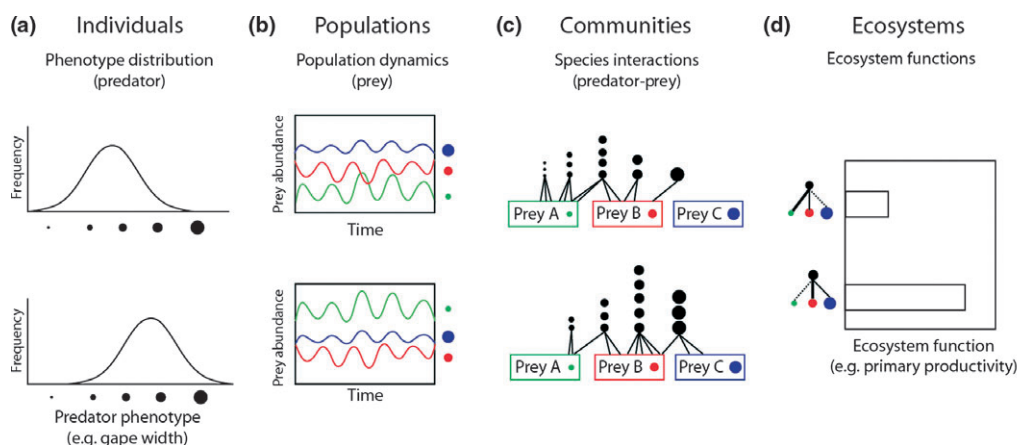 (a) Individuals
Phenotype distribution
(predator)
Frequency
Frequency
Predator phenotype
(e.g. gape width)
(b) Populations
Population dynamics
(prey)
Prey abundance
Time
Prey abundance
Time
(c) Communities
Species interactions
(predator-prey)
Prey A
Prey B
Prey C
Prey A
Prey B
Prey C
(d) Ecosystems
Ecosystem functions
Ecosystem function
(e.g. primary productivity)